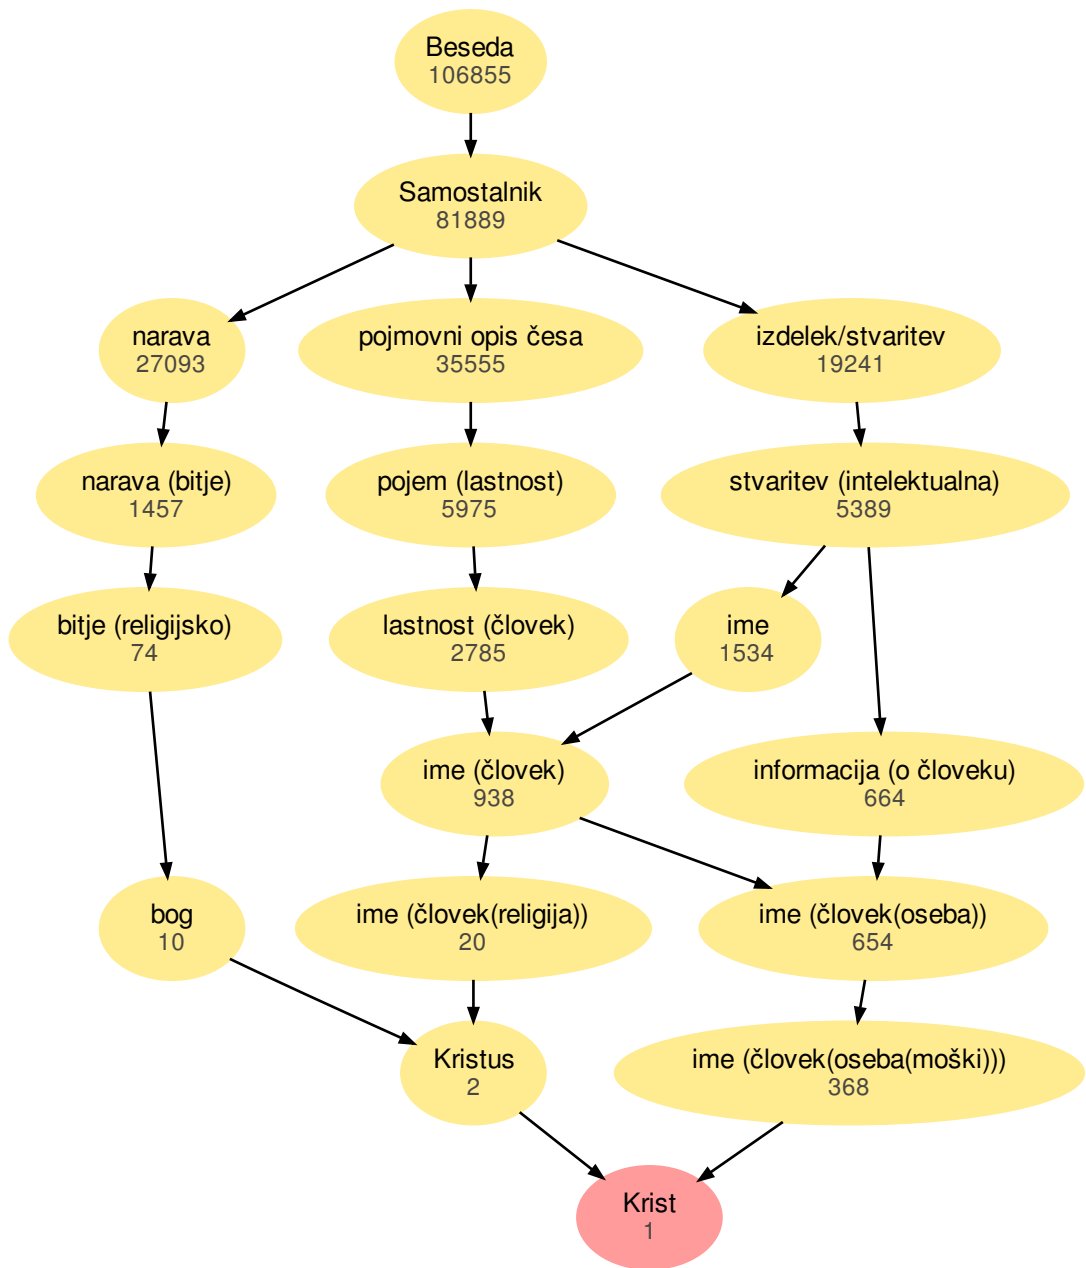 Beseda
106855
Samostalnik
81889
narava
27093
pojmovni opis česa
35555
izdelek/stvaritev
19241
narava (bitje)
1457
pojem (lastnost)
5975
stvaritev (intelektualna)
5389
bitje (religijsko)
74
lastnost (človek)
2785
ime
1534
ime (človek)
938
informacija (o človeku)
664
bog
10
ime (človek(religija))
20
ime (človek(oseba))
654
Kristus
2
ime (človek(oseba(moški)))
368
Krist
1